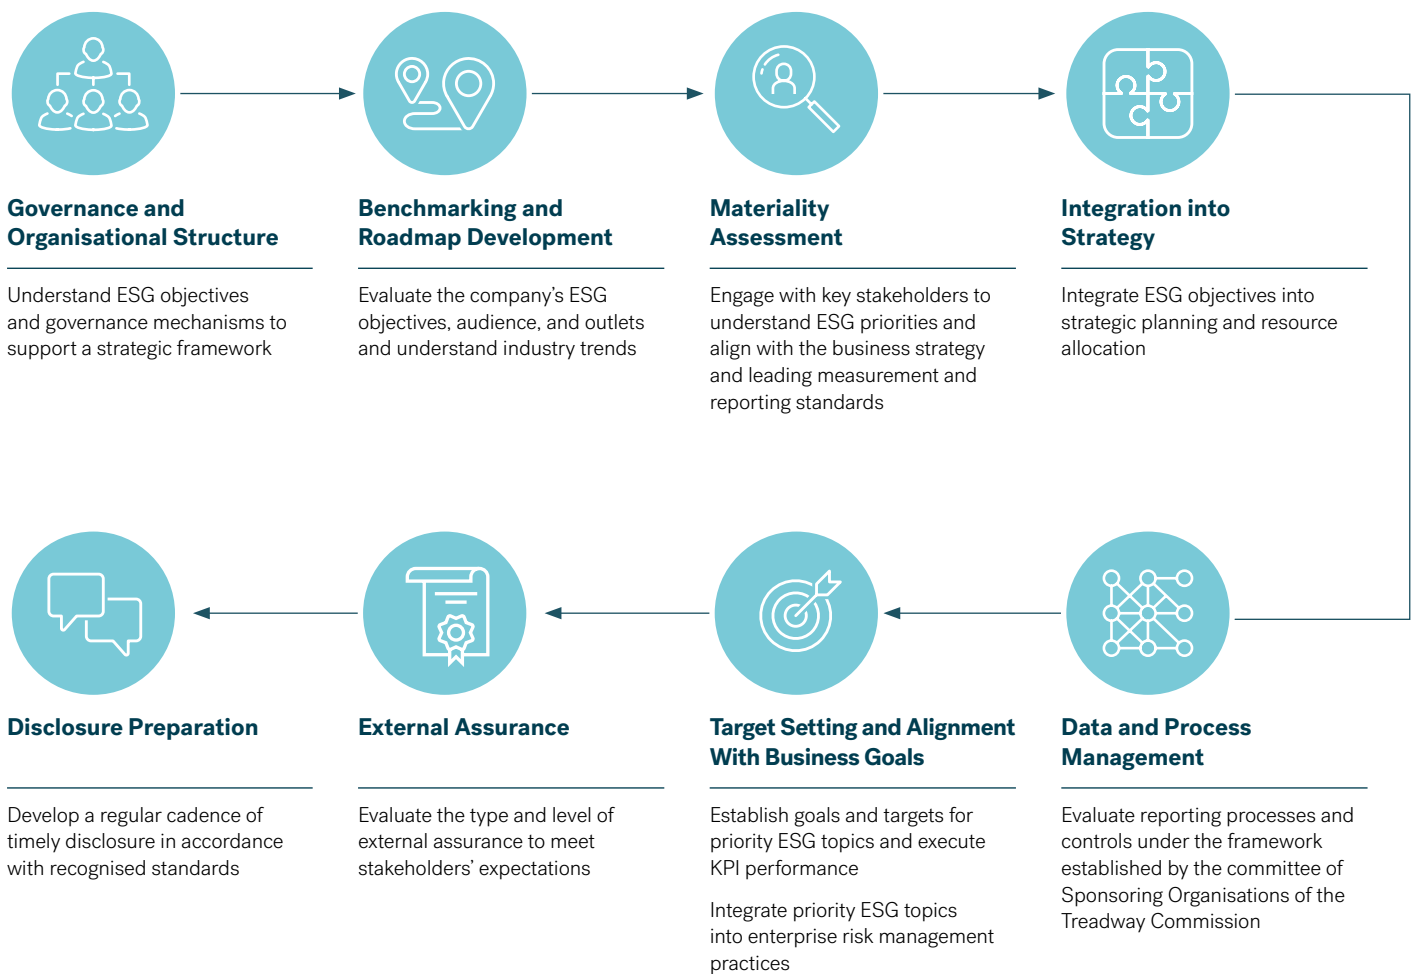 Governance and
Organisational Structure
Understand ESG objectives
and governance mechanisms to
support a strategic framework
Benchmarking and
Roadmap Development
Evaluate the company’s ESG
objectives, audience, and outlets
and understand industry trends
Materiality
Assessment
Engage with key stakeholders to
understand ESG priorities and
align with the business strategy
and leading measurement and
reporting standards
Integration into
Strategy
Integrate ESG objectives into
strategic planning and resource
allocation
Data and Process
Management
Evaluate reporting processes and
controls under the framework
established by the committee of
Sponsoring Organisations of the
Treadway Commission
Target Setting and Alignment
With Business Goals
Establish goals and targets for
priority ESG topics and execute
KPI performance
Integrate priority ESG topics
into enterprise risk management
practices
External Assurance
Evaluate the type and level of
external assurance to meet
stakeholders’ expectations
Disclosure Preparation
Develop a regular cadence of
timely disclosure in accordance
with recognised standards